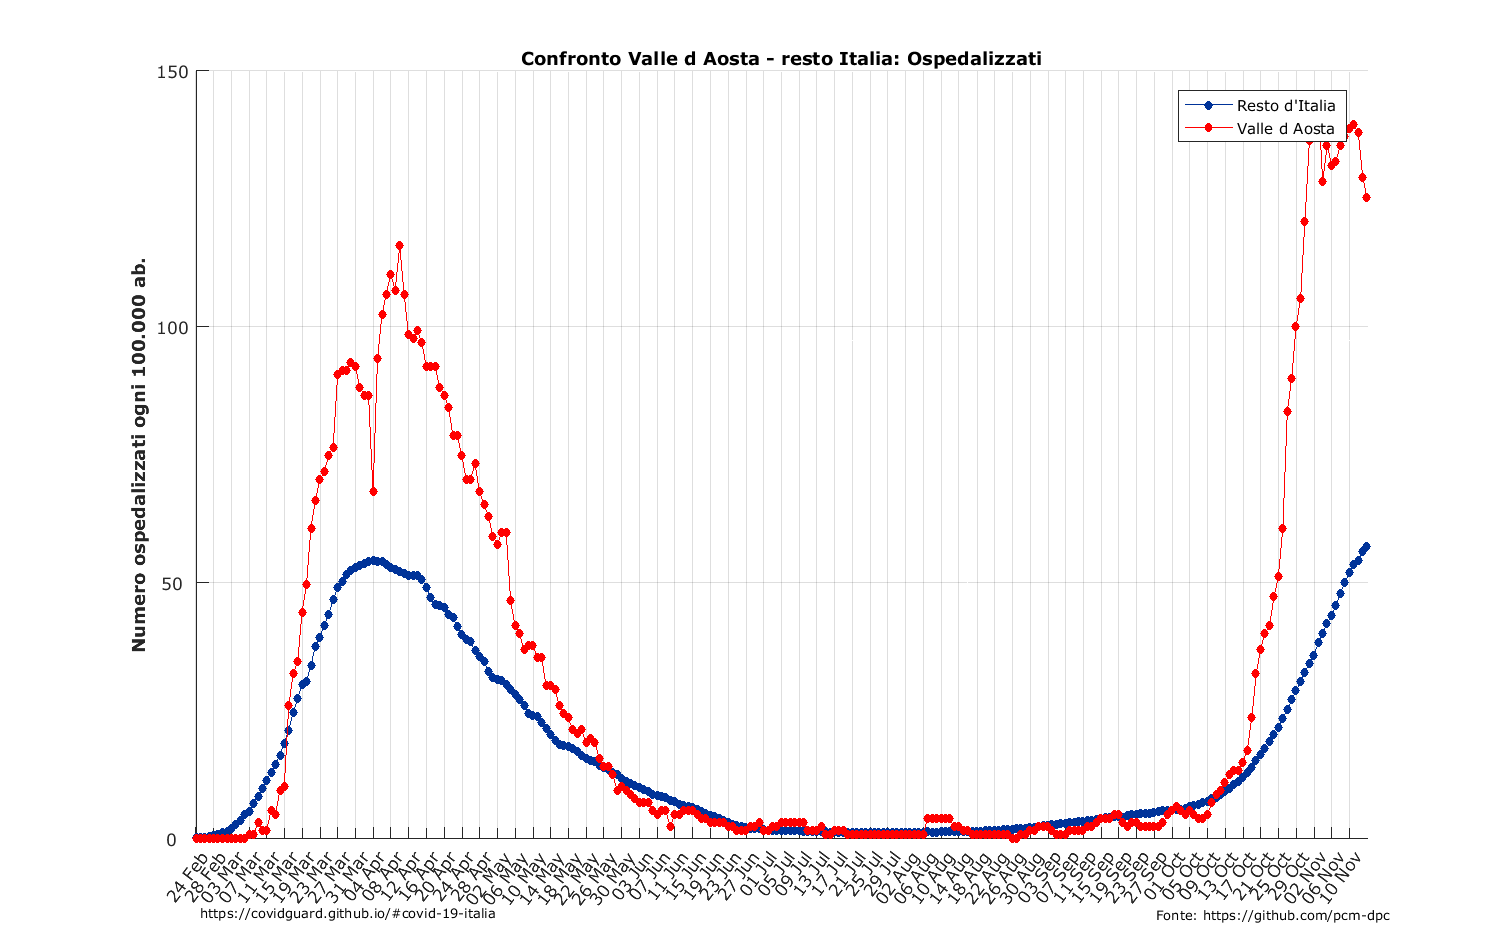 Confronto Valle d Aosta - resto Italia: Ospedalizzati
Resto d'Italia
Valle d Aosta
Numero ospedalizzati ogni 100.000 ab.
150
100
50
0
24 Feb
28 Feb
03 Mar
07 Mar
11 Mar
15 Mar
19 Mar
23 Mar
27 Mar
31 Mar
04 Apr
08 Apr
12 Apr
16 Apr
20 Apr
24 Apr
28 Apr
02 May
06 May
10 May
14 May
18 May
22 May
26 May
30 May
03 Jun
07 Jun
11 Jun
15 Jun
19 Jun
23 Jun
27 Jun
01 Jul
05 Jul
09 Jul
13 Jul
17 Jul
21 Jul
25 Jul
29 Jul
02 Aug
06 Aug
10 Aug
14 Aug
18 Aug
22 Aug
26 Aug
30 Aug
03 Sep
07 Sep
11 Sep
15 Sep
19 Sep
23 Sep
27 Sep
01 Oct
05 Oct
09 Oct
13 Oct
17 Oct
21 Oct
25 Oct
29 Oct
02 Nov
06 Nov
10 Nov
https://covidguard.github.io/#covid-19-italia
Fonte: https://github.com/pcm-dpc